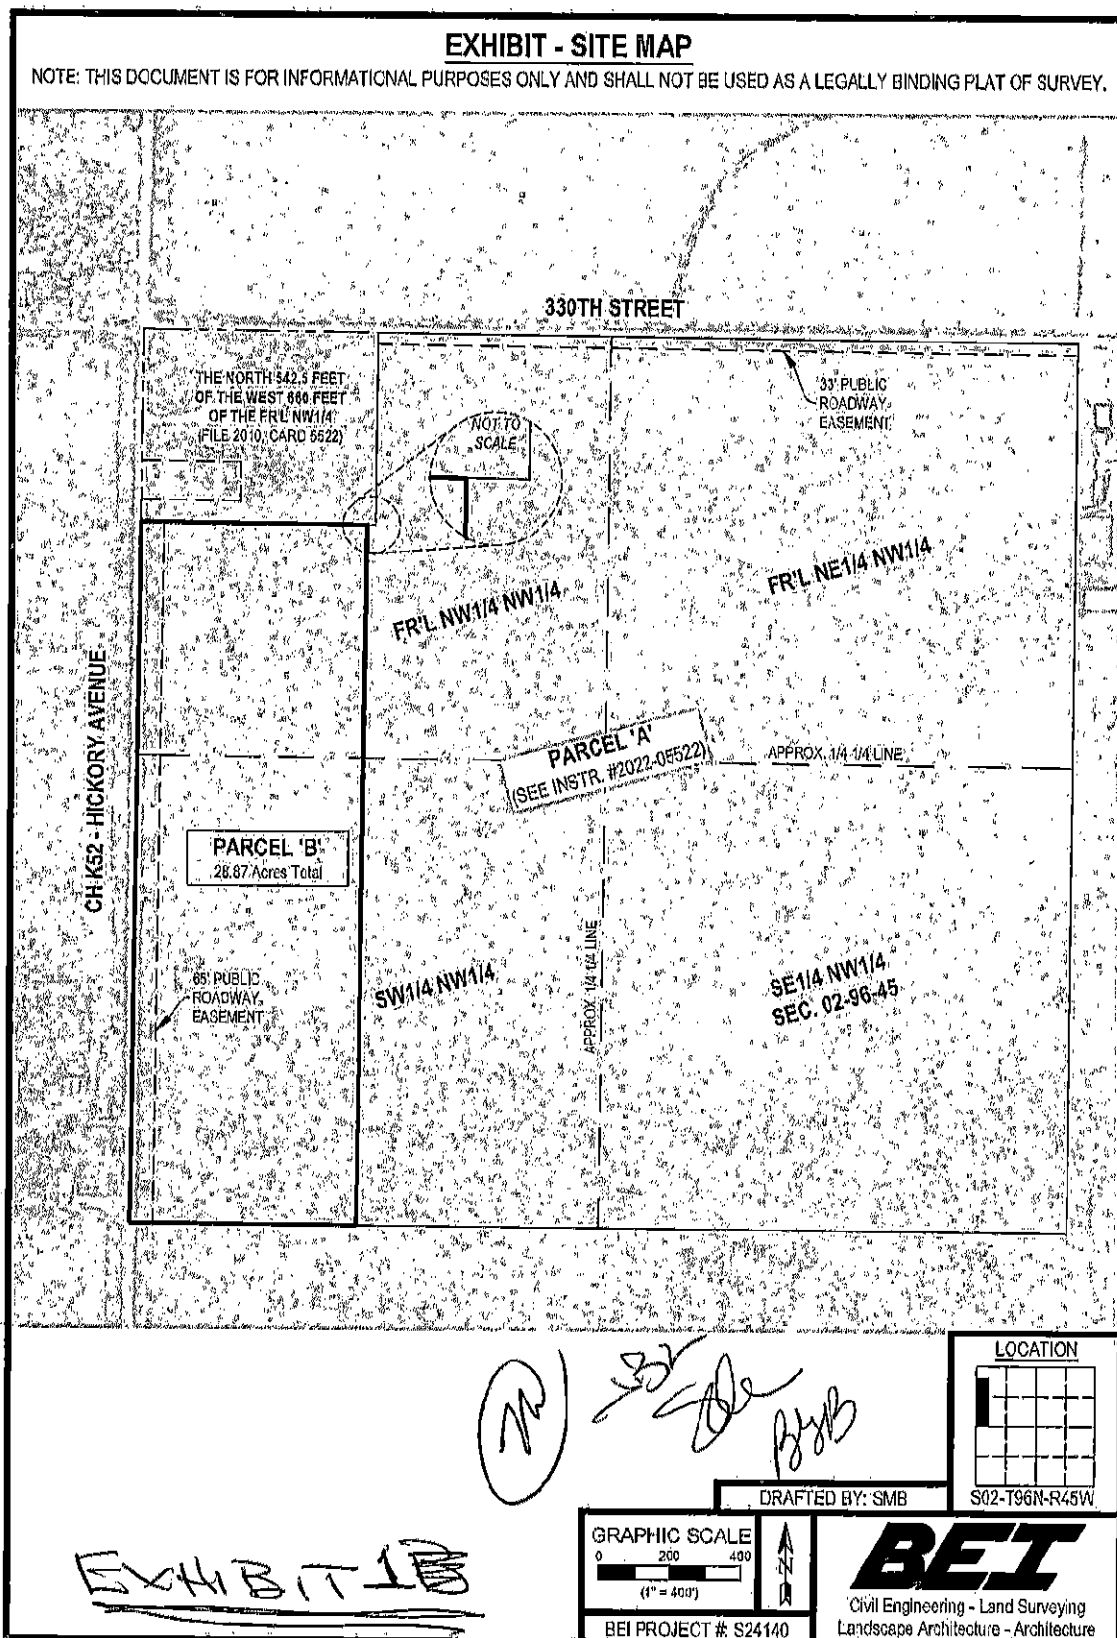 EXHIBIT - SITE MAP
NOTE: THIS DOCUMENT IS FOR INFORMATIONAL PURPOSES ONLY AND SHALL NOT BE USED AS A LEGALLY BINDING PLAT OF SURVEY.
330TH STREET
THE NORTH 542.5 FEET
OF THE WEST 660 FEET
OF THE FR'L NW1/4
(FILE 2010, CARD 5522)
NOT TO
SCALE
33' PUBLIC
ROADWAY
EASEMENT
FR'L NW1/4 NW1/4
FR'L NE1/4 NW1/4
CH K52 - HICKORY AVENUE
PARCEL 'A'
(SEE INSTR. #2022-05522)
APPROX. 1/4 1/4 LINE
PARCEL 'B'
28.87 Acres Total
65' PUBLIC
ROADWAY
EASEMENT
SW1/4 NW1/4
APPROX 1/4 1/4 LINE
SE1/4 NW1/4
SEC. 02-96-45
LOCATION
S02-T96N-R45W
DRAFTED BY: SMB
EXHIBIT 1B
GRAPHIC SCALE
0 200 400
(1" = 400')
N
BEI PROJECT #: S24140
BEI
Civil Engineering - Land Surveying
Landscape Architecture - Architecture